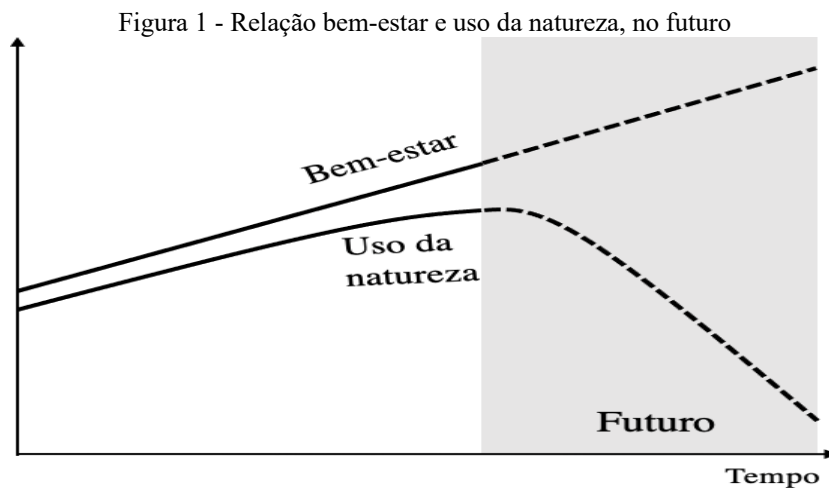 Figura 1 - Relação bem-estar e uso da natureza, no futuro
Bem-estar
Uso da
natureza
Futuro
Tempo